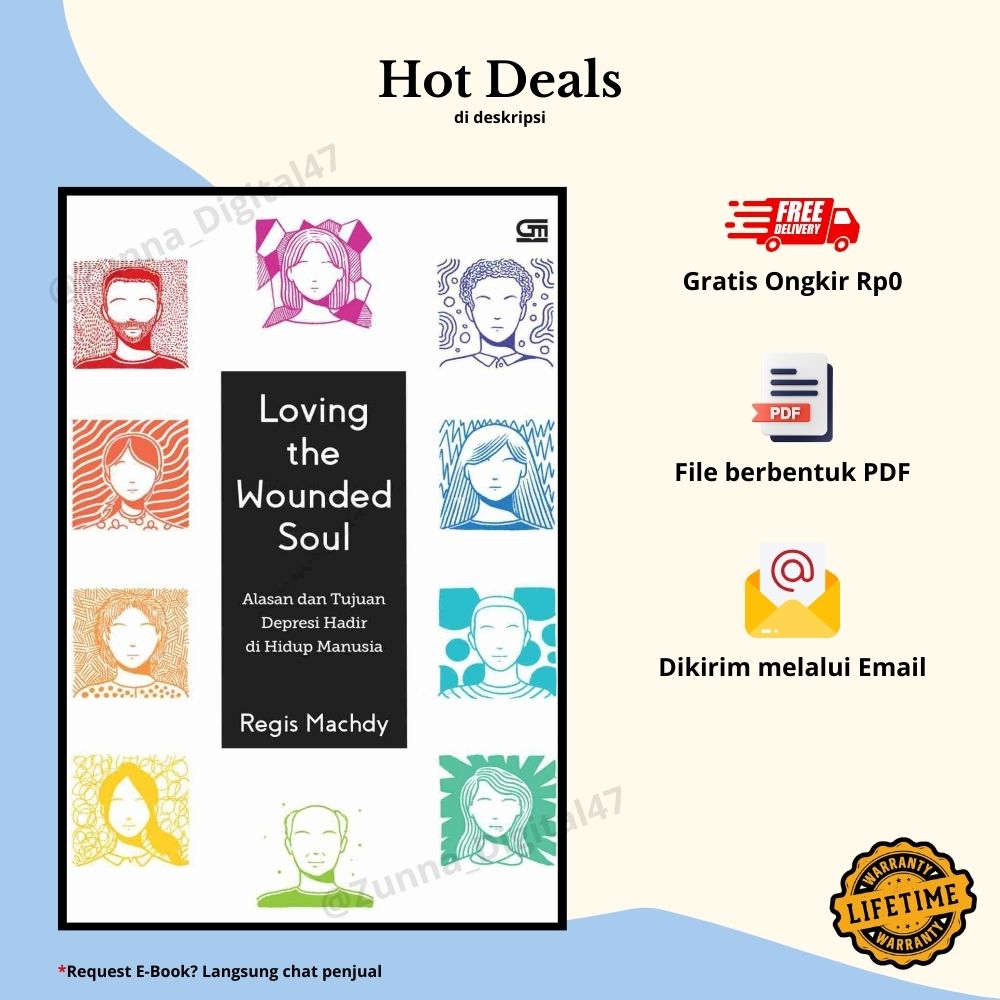 Hot Deals
di deskripsi
@Zunna_Digital47
GM
Loving
the
Wounded
Soul
Alasan dan Tujuan
Depresi Hadir
di Hidup Manusia
Regis Machdy
@Zunna_Digital47
FREE
DELIVERY
Gratis Ongkir Rp0
PDF
File berbentuk PDF
@
Dikirim melalui Email
WARRANTY
LIFETIME
WARRANTY
*Request E-Book? Langsung chat penjual